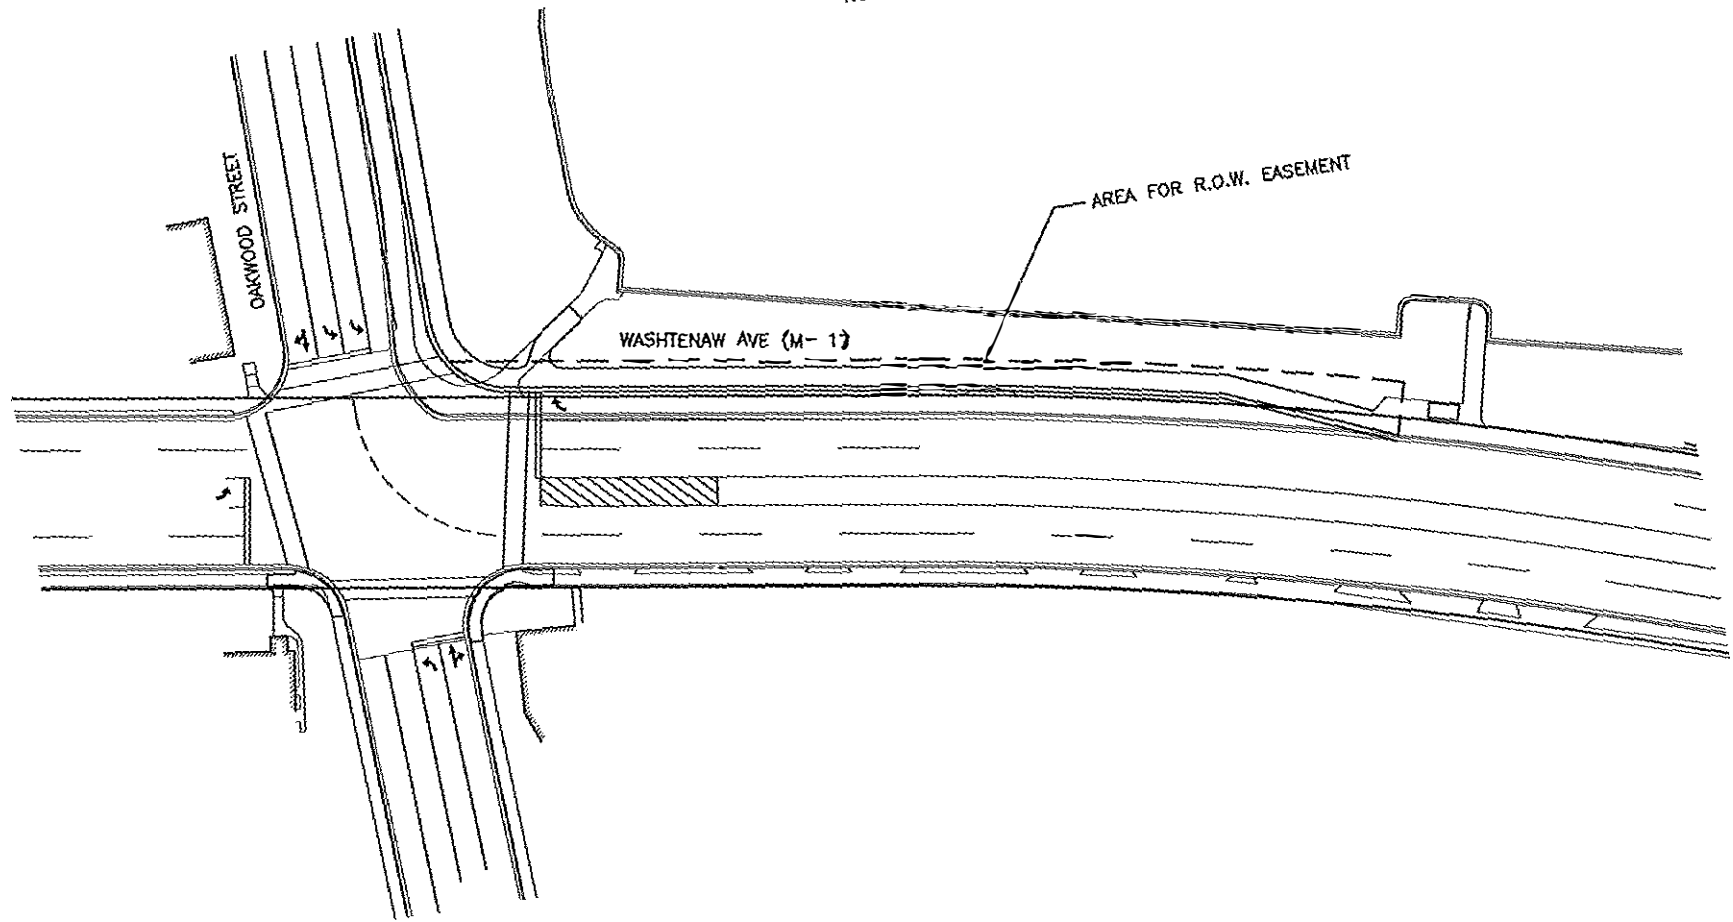 AREA FOR R.O.W. EASEMENT
OAKWOOD STREET
WASHTENAW AVE (M-17)